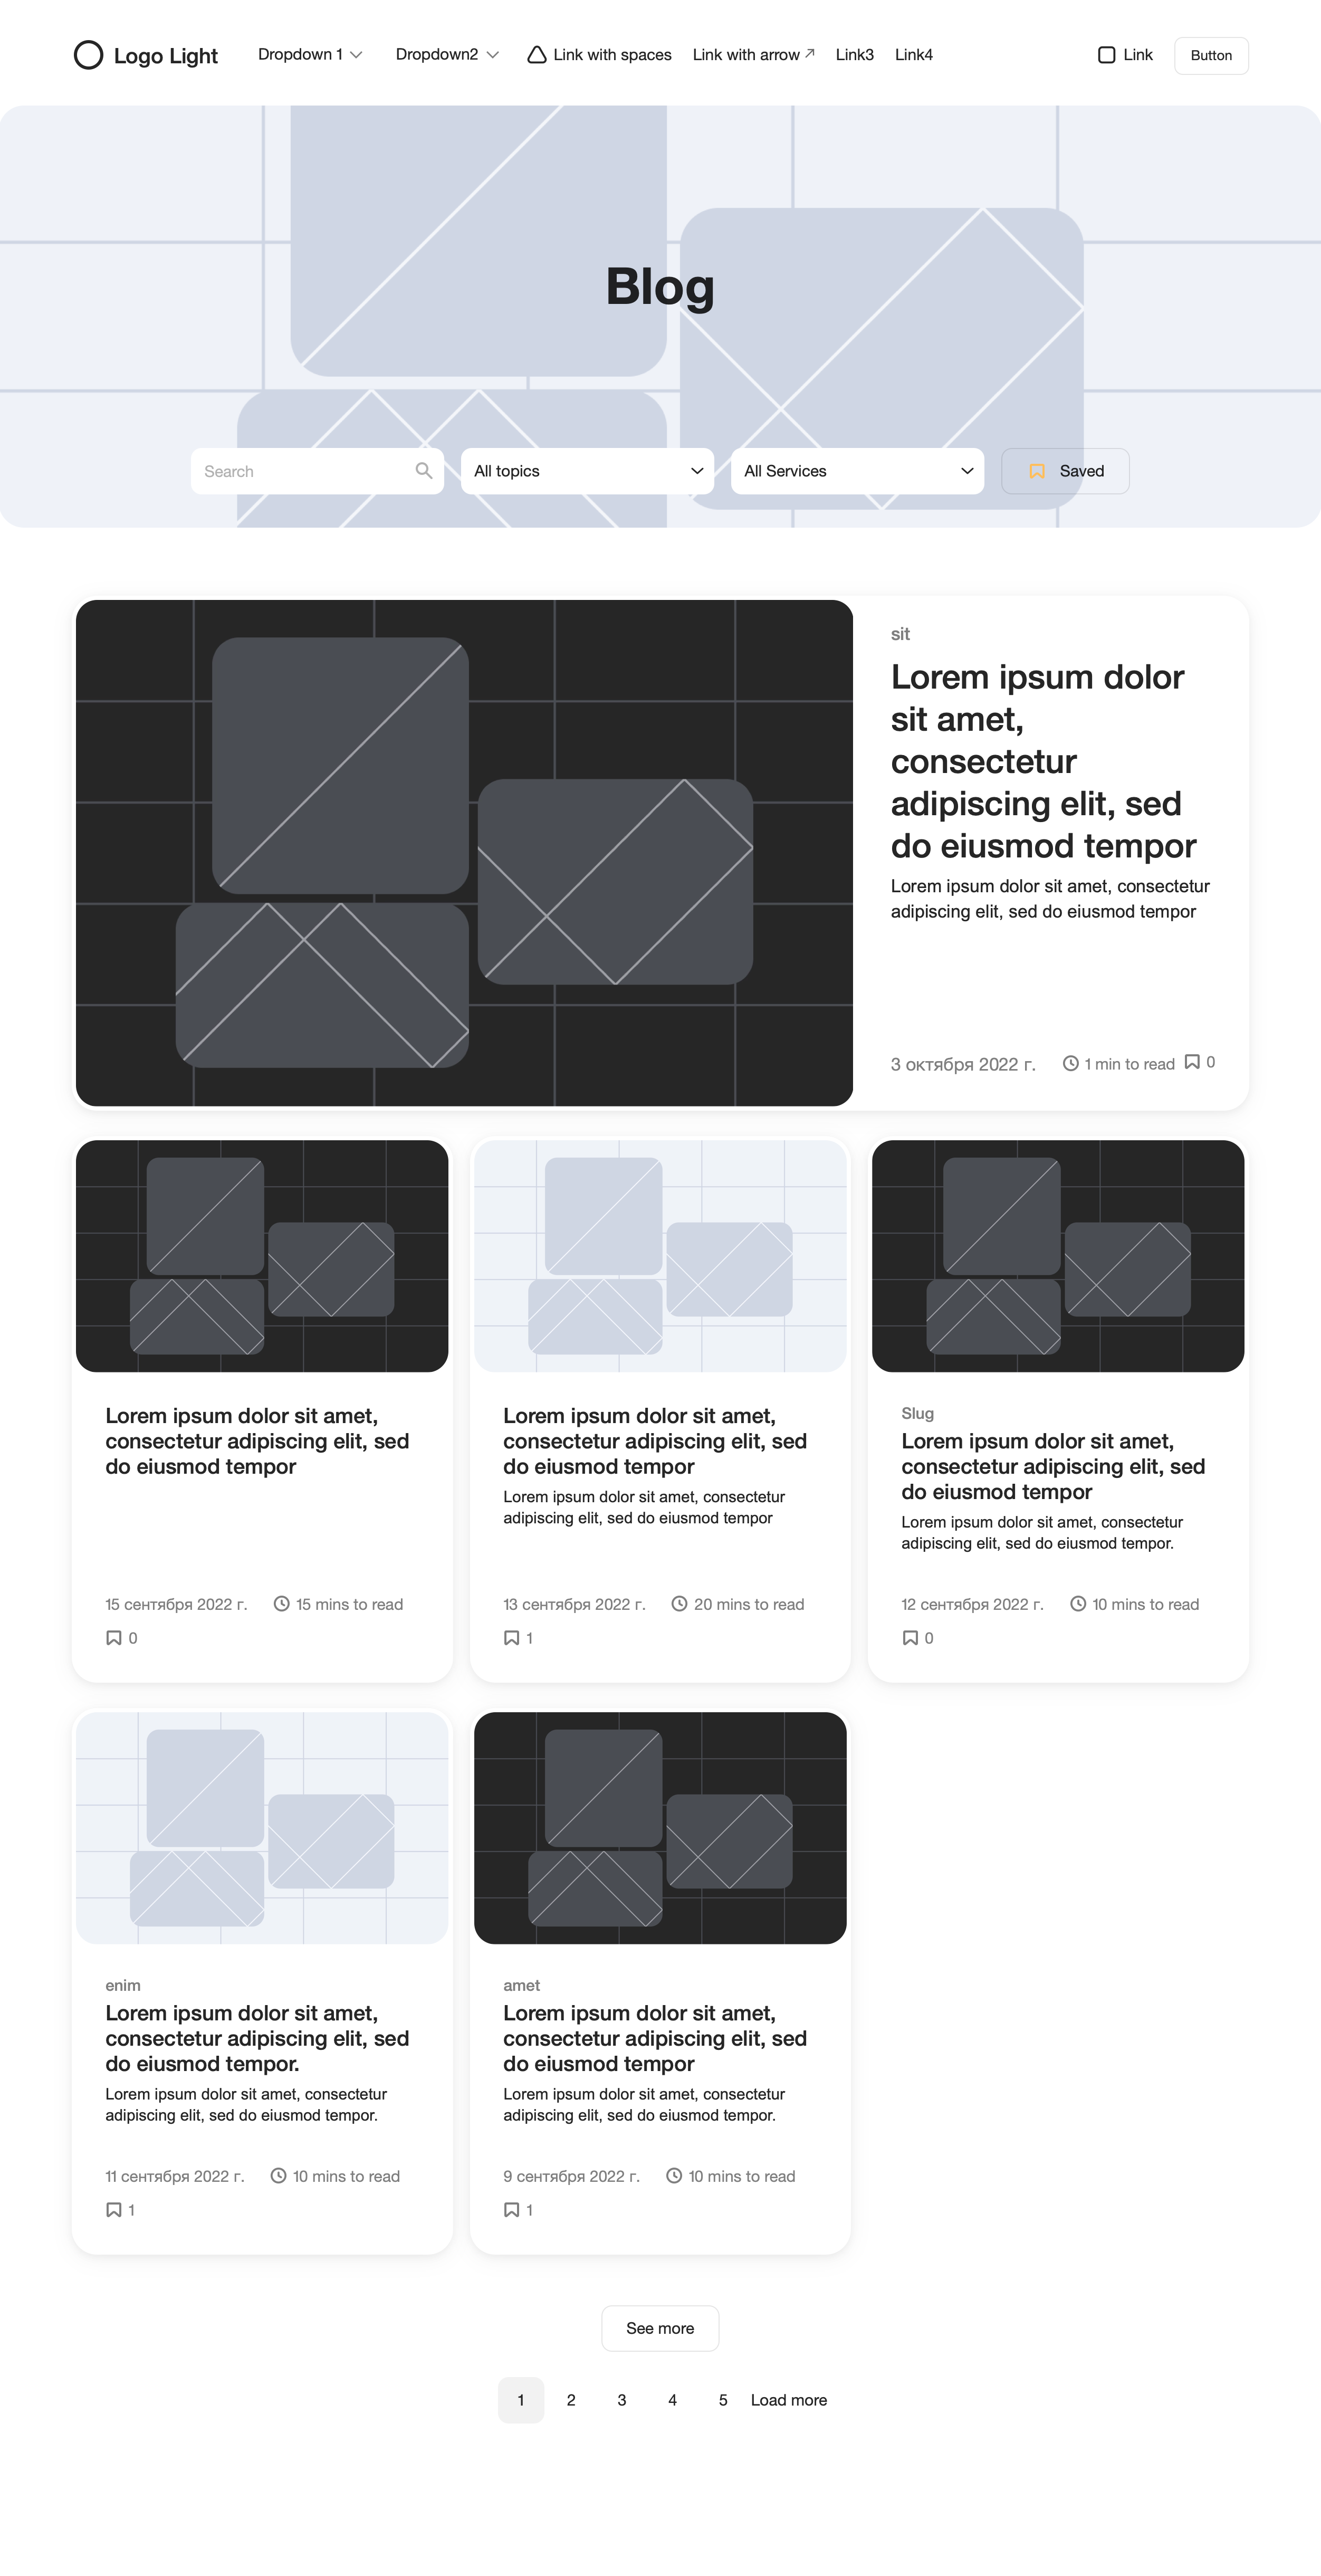 Logo Light
Dropdown 1
Dropdown2
Link with spaces
Link with arrow
Link3
Link4
Link
Button
Blog
Search
All topics
All Services
Saved
sit
Lorem ipsum dolor
sit amet,
consectetur
adipiscing elit, sed
do eiusmod tempor
Lorem ipsum dolor sit amet, consectetur
adipiscing elit, sed do eiusmod tempor
3 октября 2022 г.
1 min to read
0
Lorem ipsum dolor sit amet,
consectetur adipiscing elit, sed
do eiusmod tempor
15 сентября 2022 г.
15 mins to read
0
Lorem ipsum dolor sit amet,
consectetur adipiscing elit, sed
do eiusmod tempor
Lorem ipsum dolor sit amet, consectetur
adipiscing elit, sed do eiusmod tempor
13 сентября 2022 г.
20 mins to read
1
Slug
Lorem ipsum dolor sit amet,
consectetur adipiscing elit, sed
do eiusmod tempor
Lorem ipsum dolor sit amet, consectetur
adipiscing elit, sed do eiusmod tempor.
12 сентября 2022 г.
10 mins to read
0
enim
Lorem ipsum dolor sit amet,
consectetur adipiscing elit, sed
do eiusmod tempor.
Lorem ipsum dolor sit amet, consectetur
adipiscing elit, sed do eiusmod tempor.
11 сентября 2022 г.
10 mins to read
1
amet
Lorem ipsum dolor sit amet,
consectetur adipiscing elit, sed
do eiusmod tempor
Lorem ipsum dolor sit amet, consectetur
adipiscing elit, sed do eiusmod tempor.
9 сентября 2022 г.
10 mins to read
1
See more
1
2
3
4
5
Load more